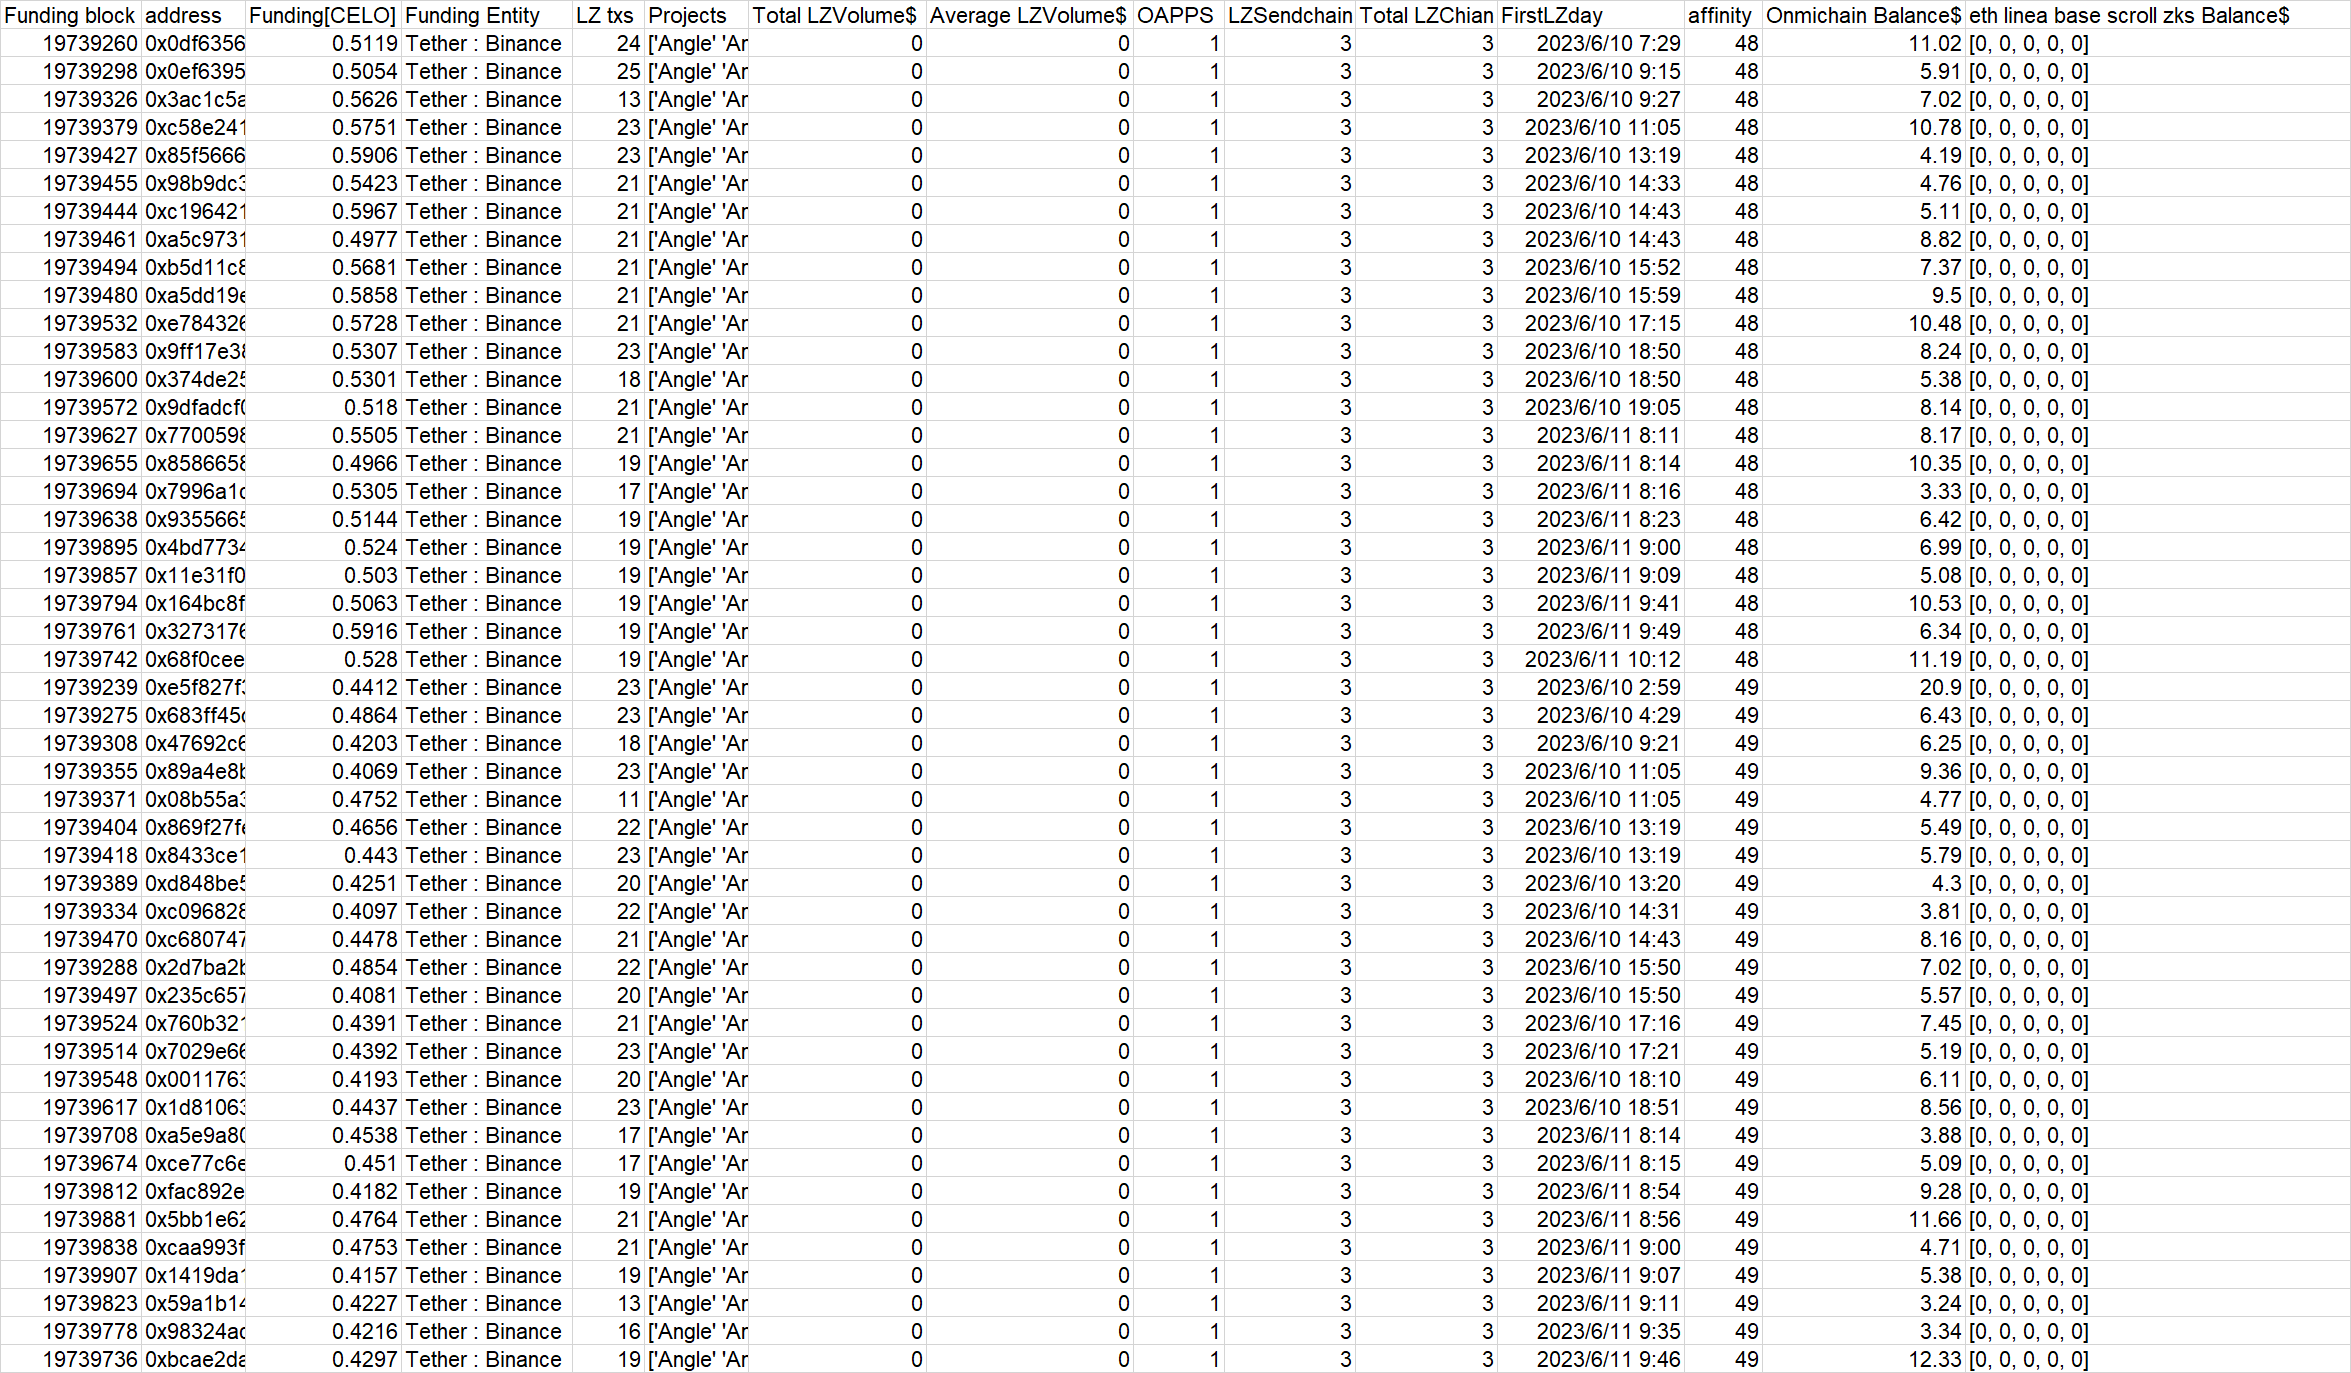 Funding block address Funding[CELO] Funding Entity LZ txs Projects Total LZVolume$ Average LZVolume$ OAPPS LZSendchain Total LZChian FirstLZday affinity Onmichain Balance$ eth linea base scroll zks Balance$
19739260 0x0df6356 0.5119 Tether : Binance 24 ['Angle' 'Ar 0 0 1 3 3 2023/6/10 7:29 48 11.02 [0, 0, 0, 0, 0]
19739298 0x0ef6395 0.5054 Tether : Binance 25 ['Angle' 'Ar 0 0 1 3 3 2023/6/10 9:15 48 5.91 [0, 0, 0, 0, 0]
19739326 0x3ac1c5a 0.5626 Tether : Binance 13 ['Angle' 'Ar 0 0 1 3 3 2023/6/10 9:27 48 7.02 [0, 0, 0, 0, 0]
19739379 0xc58e241 0.5751 Tether : Binance 23 ['Angle' 'Ar 0 0 1 3 3 2023/6/10 11:05 48 10.78 [0, 0, 0, 0, 0]
19739427 0x85f5666 0.5906 Tether : Binance 23 ['Angle' 'Ar 0 0 1 3 3 2023/6/10 13:19 48 4.19 [0, 0, 0, 0, 0]
19739455 0x98b9dc3 0.5423 Tether : Binance 21 ['Angle' 'Ar 0 0 1 3 3 2023/6/10 14:33 48 4.76 [0, 0, 0, 0, 0]
19739444 0xc196421 0.5967 Tether : Binance 21 ['Angle' 'Ar 0 0 1 3 3 2023/6/10 14:43 48 5.11 [0, 0, 0, 0, 0]
19739461 0xa5c9731 0.4977 Tether : Binance 21 ['Angle' 'Ar 0 0 1 3 3 2023/6/10 14:43 48 8.82 [0, 0, 0, 0, 0]
19739494 0xb5d11c8 0.5681 Tether : Binance 21 ['Angle' 'Ar 0 0 1 3 3 2023/6/10 15:52 48 7.37 [0, 0, 0, 0, 0]
19739480 0xa5dd19e 0.5858 Tether : Binance 21 ['Angle' 'Ar 0 0 1 3 3 2023/6/10 15:59 48 9.5 [0, 0, 0, 0, 0]
19739532 0xe784326 0.5728 Tether : Binance 21 ['Angle' 'Ar 0 0 1 3 3 2023/6/10 17:15 48 10.48 [0, 0, 0, 0, 0]
19739583 0x9ff17e38 0.5307 Tether : Binance 23 ['Angle' 'Ar 0 0 1 3 3 2023/6/10 18:50 48 8.24 [0, 0, 0, 0, 0]
19739600 0x374de25 0.5301 Tether : Binance 18 ['Angle' 'Ar 0 0 1 3 3 2023/6/10 18:50 48 5.38 [0, 0, 0, 0, 0]
19739572 0x9dfadcf0 0.518 Tether : Binance 21 ['Angle' 'Ar 0 0 1 3 3 2023/6/10 19:05 48 8.14 [0, 0, 0, 0, 0]
19739627 0x7700598 0.5505 Tether : Binance 21 ['Angle' 'Ar 0 0 1 3 3 2023/6/11 8:11 48 8.17 [0, 0, 0, 0, 0]
19739655 0x8586658 0.4966 Tether : Binance 19 ['Angle' 'Ar 0 0 1 3 3 2023/6/11 8:14 48 10.35 [0, 0, 0, 0, 0]
19739694 0x7996a1c 0.5305 Tether : Binance 17 ['Angle' 'Ar 0 0 1 3 3 2023/6/11 8:16 48 3.33 [0, 0, 0, 0, 0]
19739638 0x9355665 0.5144 Tether : Binance 19 ['Angle' 'Ar 0 0 1 3 3 2023/6/11 8:23 48 6.42 [0, 0, 0, 0, 0]
19739895 0x4bd7734 0.524 Tether : Binance 19 ['Angle' 'Ar 0 0 1 3 3 2023/6/11 9:00 48 6.99 [0, 0, 0, 0, 0]
19739857 0x11e31f0 0.503 Tether : Binance 19 ['Angle' 'Ar 0 0 1 3 3 2023/6/11 9:09 48 5.08 [0, 0, 0, 0, 0]
19739794 0x164bc8f 0.5063 Tether : Binance 19 ['Angle' 'Ar 0 0 1 3 3 2023/6/11 9:41 48 10.53 [0, 0, 0, 0, 0]
19739761 0x3273176 0.5916 Tether : Binance 19 ['Angle' 'Ar 0 0 1 3 3 2023/6/11 9:49 48 6.34 [0, 0, 0, 0, 0]
19739742 0x68f0cee 0.528 Tether : Binance 19 ['Angle' 'Ar 0 0 1 3 3 2023/6/11 10:12 48 11.19 [0, 0, 0, 0, 0]
19739239 0xe5f827f3 0.4412 Tether : Binance 23 ['Angle' 'Ar 0 0 1 3 3 2023/6/10 2:59 49 20.9 [0, 0, 0, 0, 0]
19739275 0x683ff45c 0.4864 Tether : Binance 23 ['Angle' 'Ar 0 0 1 3 3 2023/6/10 4:29 49 6.43 [0, 0, 0, 0, 0]
19739308 0x47692c6 0.4203 Tether : Binance 18 ['Angle' 'Ar 0 0 1 3 3 2023/6/10 9:21 49 6.25 [0, 0, 0, 0, 0]
19739355 0x89a4e8b 0.4069 Tether : Binance 23 ['Angle' 'Ar 0 0 1 3 3 2023/6/10 11:05 49 9.36 [0, 0, 0, 0, 0]
19739371 0x08b55a3 0.4752 Tether : Binance 11 ['Angle' 'Ar 0 0 1 3 3 2023/6/10 11:05 49 4.77 [0, 0, 0, 0, 0]
19739404 0x869f27fe 0.4656 Tether : Binance 22 ['Angle' 'Ar 0 0 1 3 3 2023/6/10 13:19 49 5.49 [0, 0, 0, 0, 0]
19739418 0x8433ce1 0.443 Tether : Binance 23 ['Angle' 'Ar 0 0 1 3 3 2023/6/10 13:19 49 5.79 [0, 0, 0, 0, 0]
19739389 0xd848be5 0.4251 Tether : Binance 20 ['Angle' 'Ar 0 0 1 3 3 2023/6/10 13:20 49 4.3 [0, 0, 0, 0, 0]
19739334 0xc096828 0.4097 Tether : Binance 22 ['Angle' 'Ar 0 0 1 3 3 2023/6/10 14:31 49 3.81 [0, 0, 0, 0, 0]
19739470 0xc680747 0.4478 Tether : Binance 21 ['Angle' 'Ar 0 0 1 3 3 2023/6/10 14:43 49 8.16 [0, 0, 0, 0, 0]
19739288 0x2d7ba2b 0.4854 Tether : Binance 22 ['Angle' 'Ar 0 0 1 3 3 2023/6/10 15:50 49 7.02 [0, 0, 0, 0, 0]
19739497 0x235c657 0.4081 Tether : Binance 20 ['Angle' 'Ar 0 0 1 3 3 2023/6/10 15:50 49 5.57 [0, 0, 0, 0, 0]
19739524 0x760b321 0.4391 Tether : Binance 21 ['Angle' 'Ar 0 0 1 3 3 2023/6/10 17:16 49 7.45 [0, 0, 0, 0, 0]
19739514 0x7029e66 0.4392 Tether : Binance 23 ['Angle' 'Ar 0 0 1 3 3 2023/6/10 17:21 49 5.19 [0, 0, 0, 0, 0]
19739548 0x0011763 0.4193 Tether : Binance 20 ['Angle' 'Ar 0 0 1 3 3 2023/6/10 18:10 49 6.11 [0, 0, 0, 0, 0]
19739617 0x1d81063 0.4437 Tether : Binance 23 ['Angle' 'Ar 0 0 1 3 3 2023/6/10 18:51 49 8.56 [0, 0, 0, 0, 0]
19739708 0xa5e9a80 0.4538 Tether : Binance 17 ['Angle' 'Ar 0 0 1 3 3 2023/6/11 8:14 49 3.88 [0, 0, 0, 0, 0]
19739674 0xce77c6e 0.451 Tether : Binance 17 ['Angle' 'Ar 0 0 1 3 3 2023/6/11 8:15 49 5.09 [0, 0, 0, 0, 0]
19739812 0xfac892e 0.4182 Tether : Binance 19 ['Angle' 'Ar 0 0 1 3 3 2023/6/11 8:54 49 9.28 [0, 0, 0, 0, 0]
19739881 0x5bb1e62 0.4764 Tether : Binance 21 ['Angle' 'Ar 0 0 1 3 3 2023/6/11 8:56 49 11.66 [0, 0, 0, 0, 0]
19739838 0xcaa993f 0.4753 Tether : Binance 21 ['Angle' 'Ar 0 0 1 3 3 2023/6/11 9:00 49 4.71 [0, 0, 0, 0, 0]
19739907 0x1419da1 0.4157 Tether : Binance 19 ['Angle' 'Ar 0 0 1 3 3 2023/6/11 9:07 49 5.38 [0, 0, 0, 0, 0]
19739823 0x59a1b14 0.4227 Tether : Binance 13 ['Angle' 'Ar 0 0 1 3 3 2023/6/11 9:11 49 3.24 [0, 0, 0, 0, 0]
19739778 0x98324ac 0.4216 Tether : Binance 16 ['Angle' 'Ar 0 0 1 3 3 2023/6/11 9:35 49 3.34 [0, 0, 0, 0, 0]
19739736 0xbcae2da 0.4297 Tether : Binance 19 ['Angle' 'Ar 0 0 1 3 3 2023/6/11 9:46 49 12.33 [0, 0, 0, 0, 0]